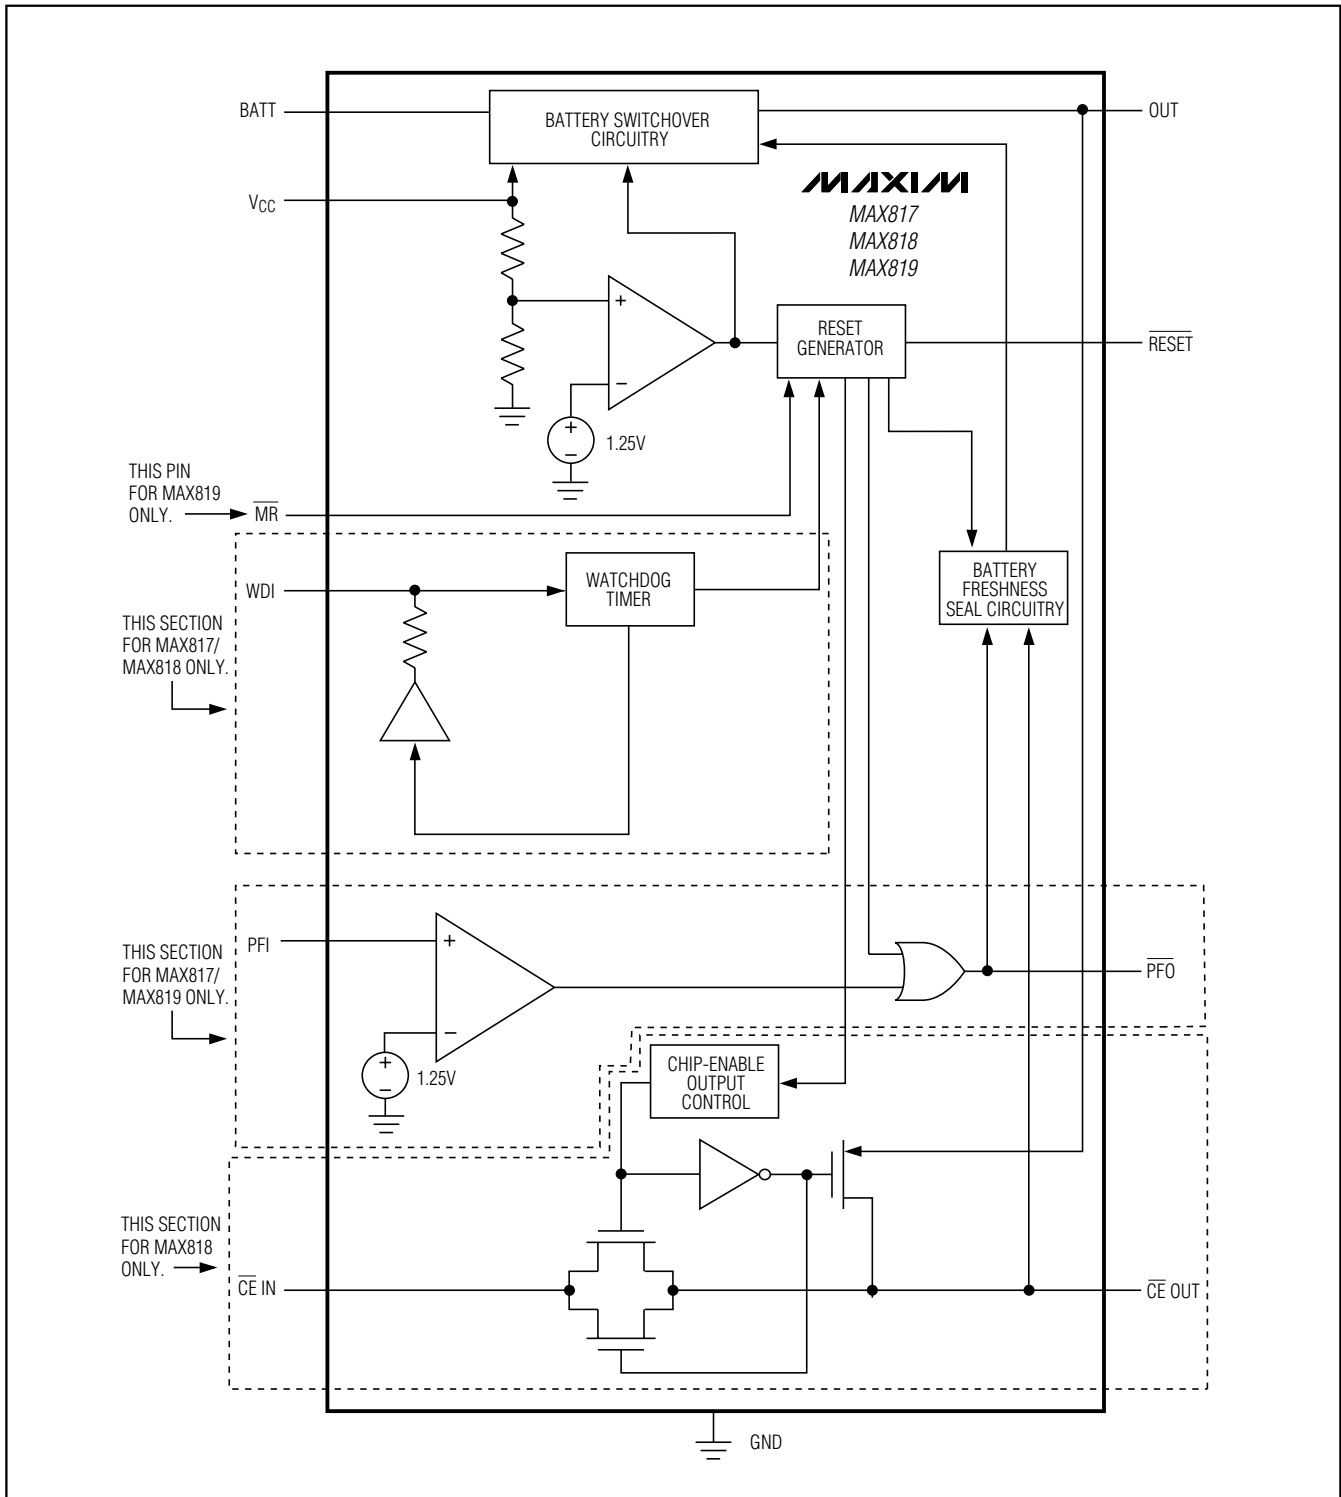 BATT
BATTERY SWITCHOVER
CIRCUITRY
OUT
MAXIM
MAX817
MAX818
MAX819
VCC
+
−
+
−
1.25V
RESET
GENERATOR
RESET
THIS PIN
FOR MAX819
ONLY.
MR
WDI
WATCHDOG
TIMER
BATTERY
FRESHNESS
SEAL CIRCUITRY
THIS SECTION
FOR MAX817/
MAX818 ONLY.
PFI
+
−
+
−
1.25V
PFO
THIS SECTION
FOR MAX817/
MAX819 ONLY.
CHIP-ENABLE
OUTPUT
CONTROL
THIS SECTION
FOR MAX818
ONLY.
CE IN
CE OUT
GND